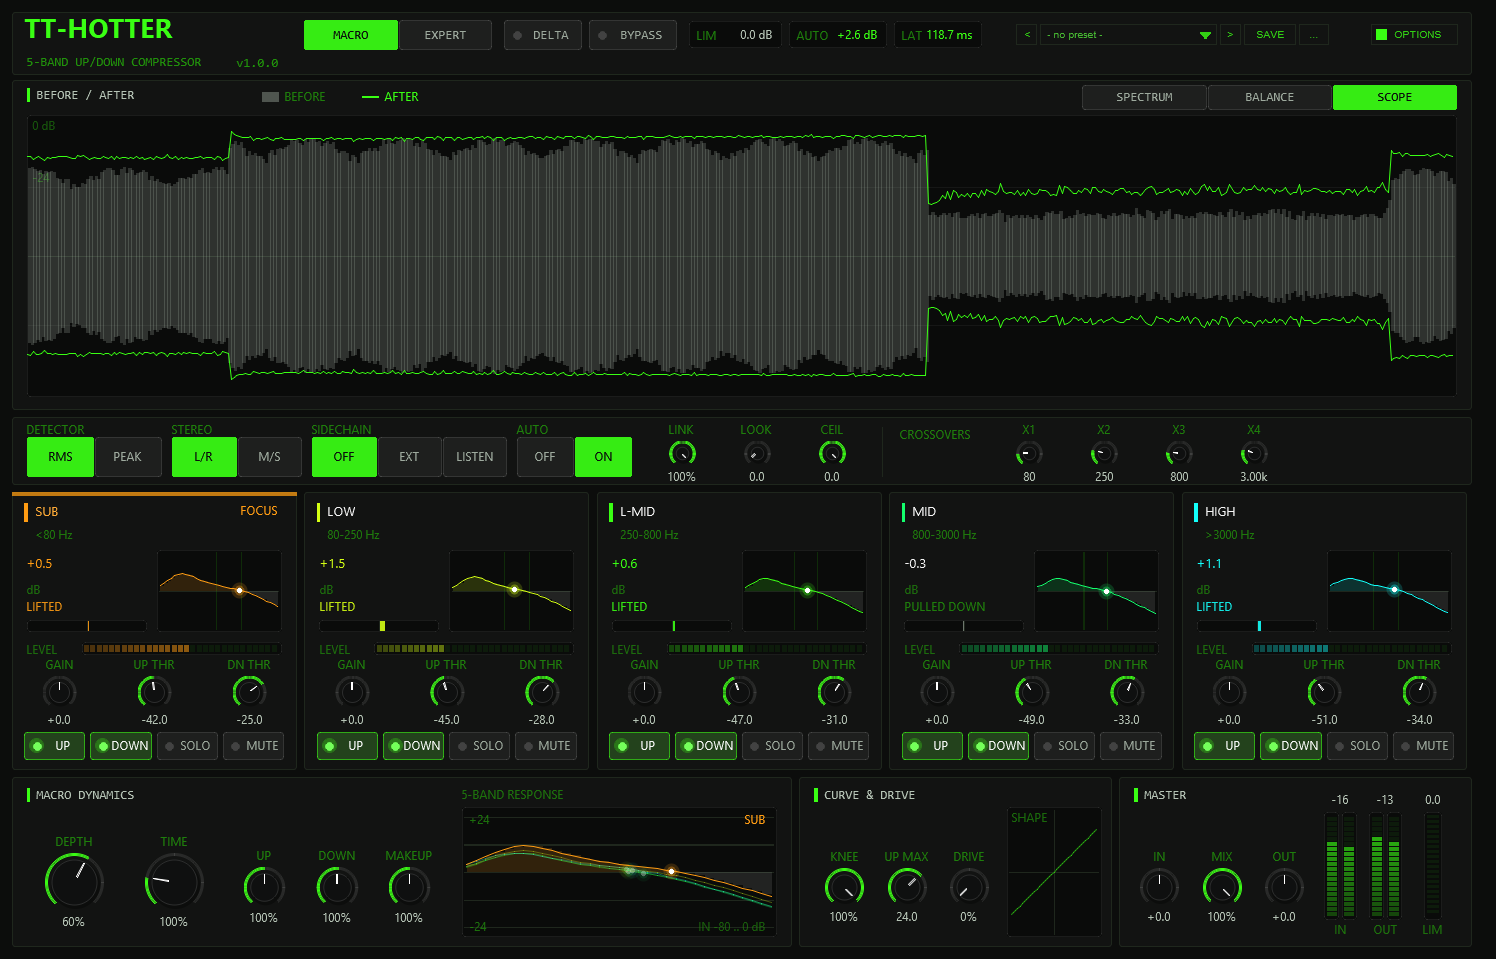 TT-HOTTER
5-BAND UP/DOWN COMPRESSOR v1.0.0
MACRO EXPERT DELTA BYPASS LIM 0.0 dB AUTO +2.6 dB LAT 118.7 ms < - no preset - > SAVE ... OPTIONS
BEFORE / AFTER BEFORE AFTER SPECTRUM BALANCE SCOPE
0 dB
-24
DETECTOR STEREO SIDECHAIN AUTO LINK LOOK CEIL CROSSOVERS X1 X2 X3 X4
RMS PEAK L/R M/S OFF EXT LISTEN OFF ON
100% 0.0 0.0 80 250 800 3.00k
SUB FOCUS
<80 Hz
+0.5
dB
LIFTED
LEVEL
GAIN UP THR DN THR
+0.0 -42.0 -25.0
UP DOWN SOLO MUTE
LOW
80-250 Hz
+1.5
dB
LIFTED
LEVEL
GAIN UP THR DN THR
+0.0 -45.0 -28.0
UP DOWN SOLO MUTE
L-MID
250-800 Hz
+0.6
dB
LIFTED
LEVEL
GAIN UP THR DN THR
+0.0 -47.0 -31.0
UP DOWN SOLO MUTE
MID
800-3000 Hz
-0.3
dB
PULLED DOWN
LEVEL
GAIN UP THR DN THR
+0.0 -49.0 -33.0
UP DOWN SOLO MUTE
HIGH
>3000 Hz
+1.1
dB
LIFTED
LEVEL
GAIN UP THR DN THR
+0.0 -51.0 -34.0
UP DOWN SOLO MUTE
MACRO DYNAMICS
DEPTH TIME UP DOWN MAKEUP
60% 100% 100% 100% 100%
5-BAND RESPONSE
+24 SUB
-24 IN -80 .. 0 dB
CURVE & DRIVE
SHAPE
KNEE UP MAX DRIVE
100% 24.0 0%
MASTER
-16 -13 0.0
IN MIX OUT
+0.0 100% +0.0
IN OUT LIM